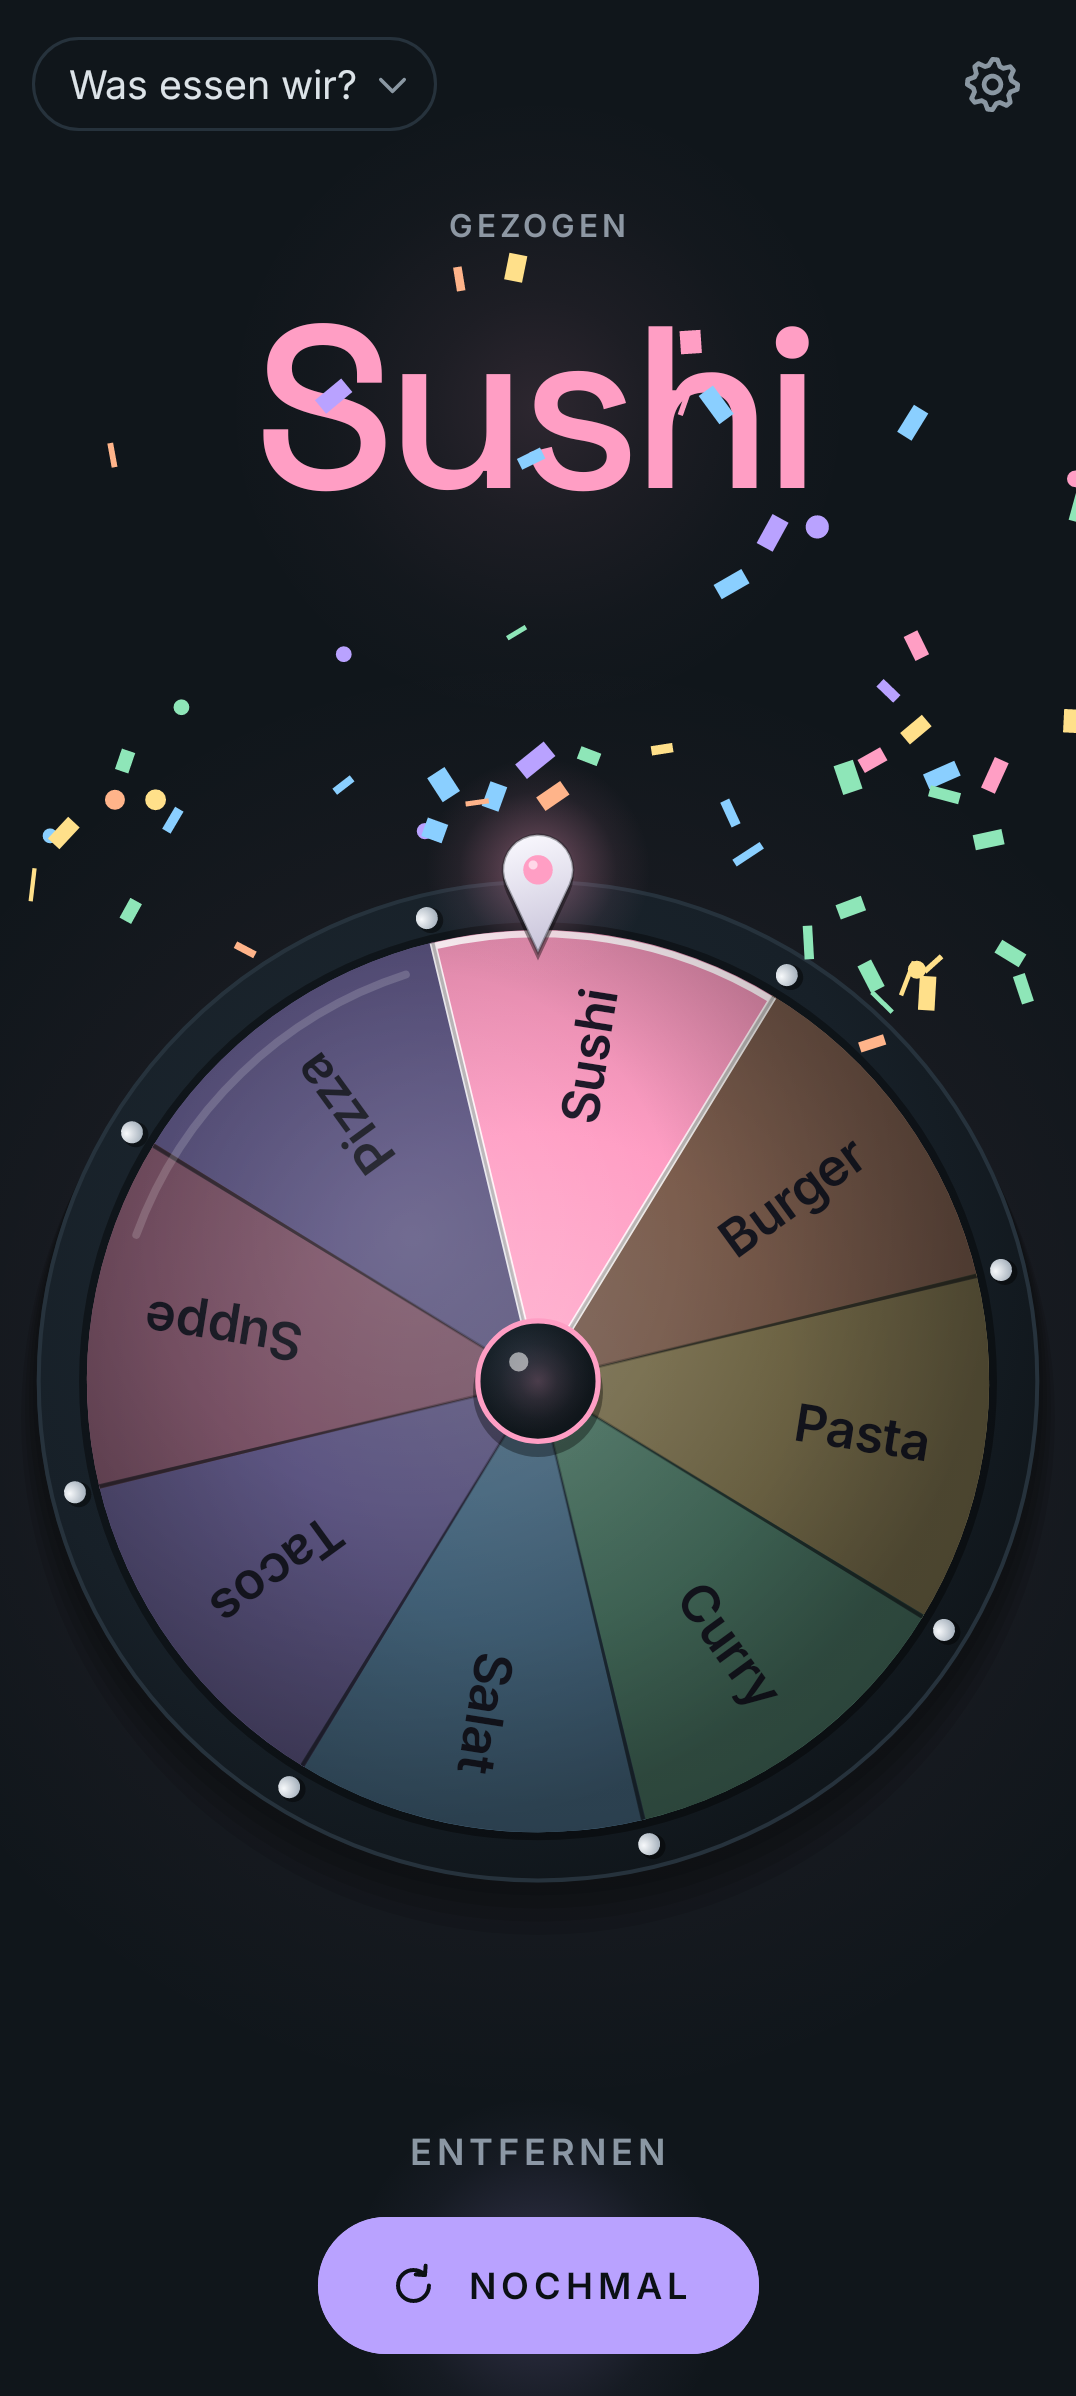 Was essen wir?
GEZOGEN
Sushi
Sushi
Burger
Pasta
Curry
Salat
Tacos
Suppe
Pizza
ENTFERNEN
NOCHMAL